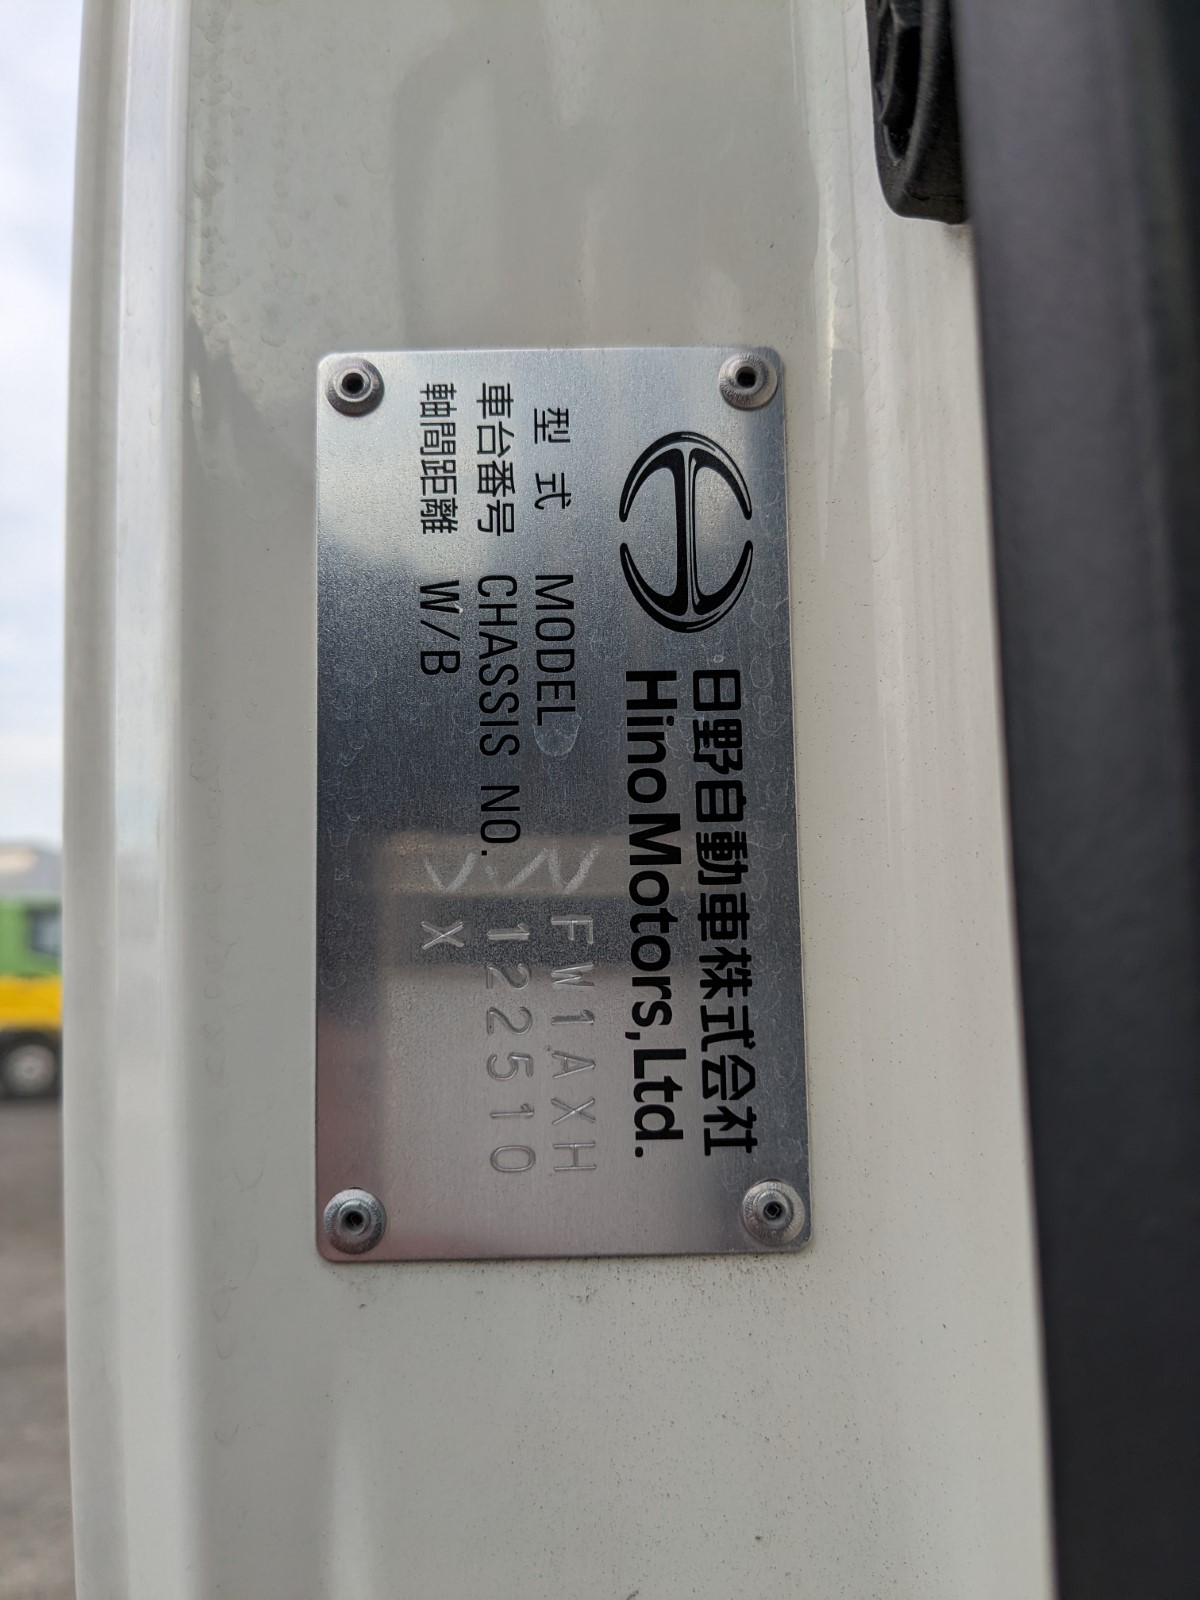 日野自動車株式会社
Hino Motors, Ltd.
型式 MODEL FW1AXH
車台番号 CHASSIS NO. 122510
軸間距離 W/B X